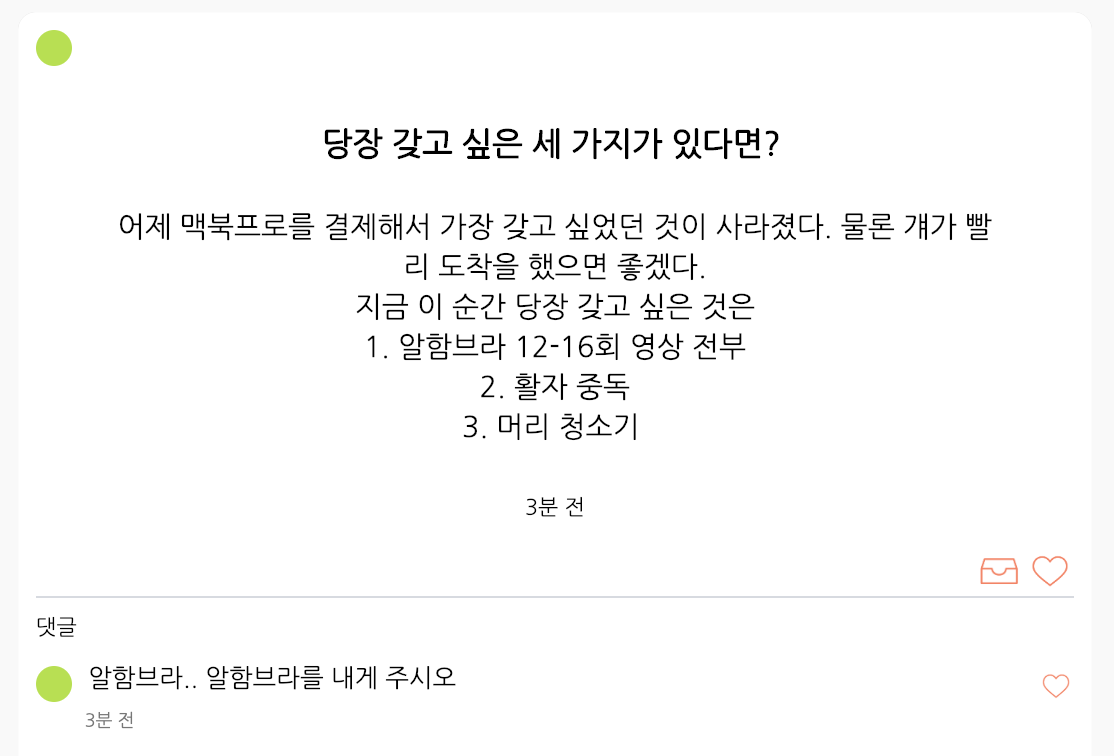 당장 갖고 싶은 세 가지가 있다면?
어제 맥북프로를 결제해서 가장 갖고 싶었던 것이 사라졌다. 물론 걔가 빨
리 도착을 했으면 좋겠다.
지금 이 순간 당장 갖고 싶은 것은
1. 알함브라 12-16회 영상 전부
2. 활자 중독
3. 머리 청소기
3분 전
댓글
알함브라.. 알함브라를 내게 주시오
3분 전